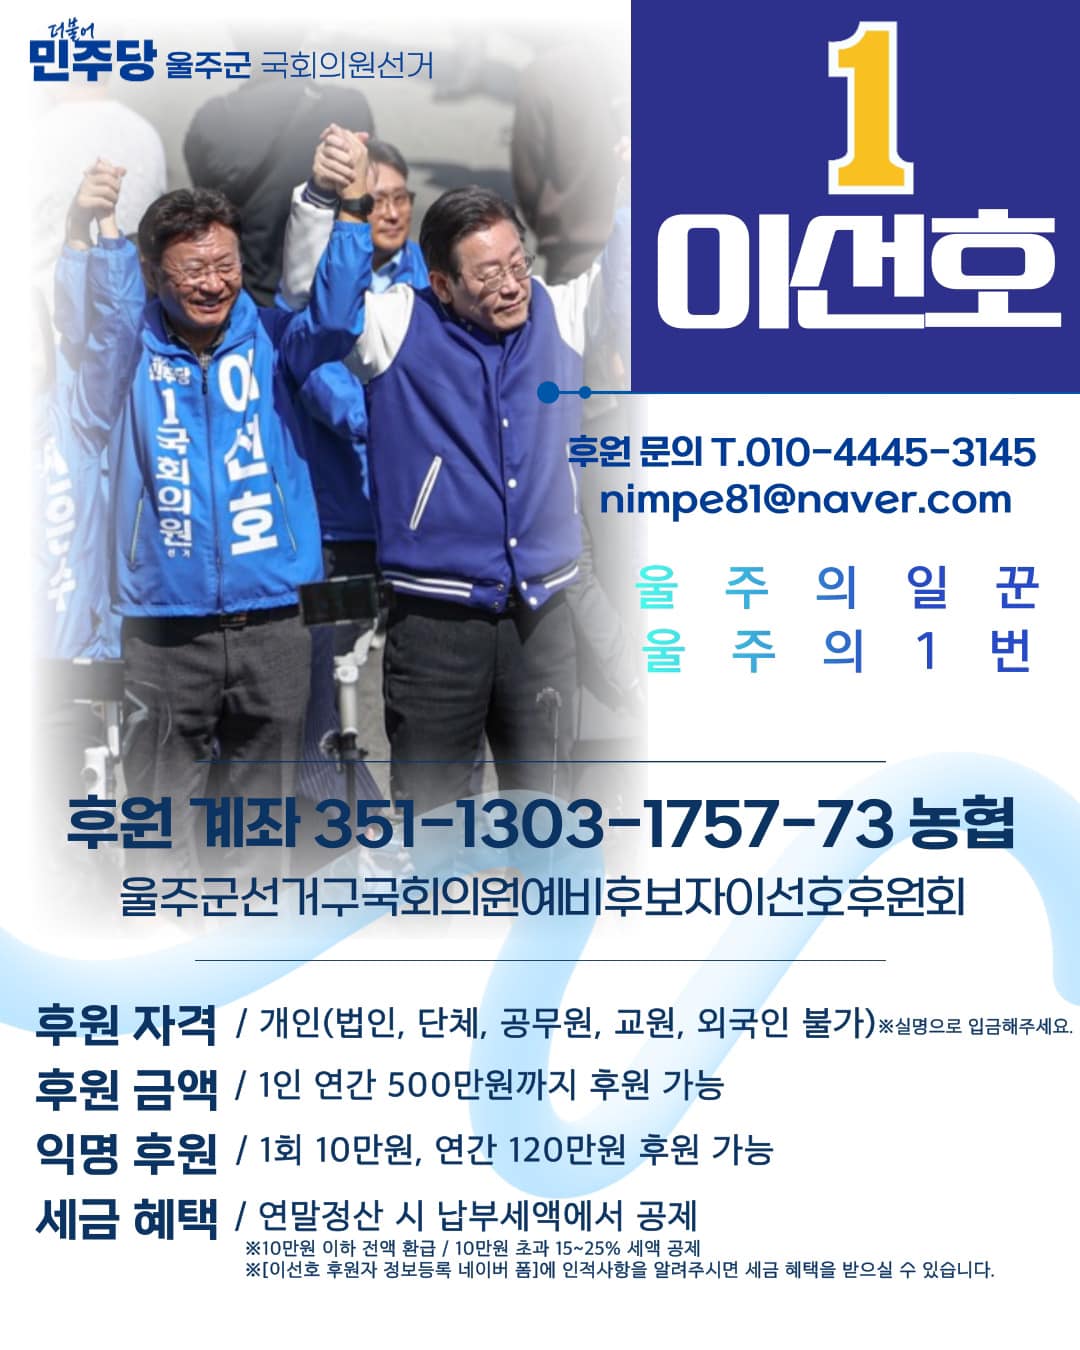 더불어
민주당 울주군 국회의원선거
1
이선호
민주당
1 국회의원
선거
이선호
후원 문의 T.010-4445-3145
nimpe81@naver.com
울주의일꾼
울주의1번
후원 계좌 351-1303-1757-73 농협
울주군선거구국회의원예비후보자이선호후원회
후원 자격 / 개인(법인, 단체, 공무원, 교원, 외국인 불가)※실명으로 입금해주세요.
후원 금액 / 1인 연간 500만원까지 후원 가능
익명 후원 / 1회 10만원, 연간 120만원 후원 가능
세금 혜택 / 연말정산 시 납부세액에서 공제
※10만원 이하 전액 환급 / 10만원 초과 15~25% 세액 공제
※[이선호 후원자 정보등록 네이버 폼]에 인적사항을 알려주시면 세금 혜택을 받으실 수 있습니다.